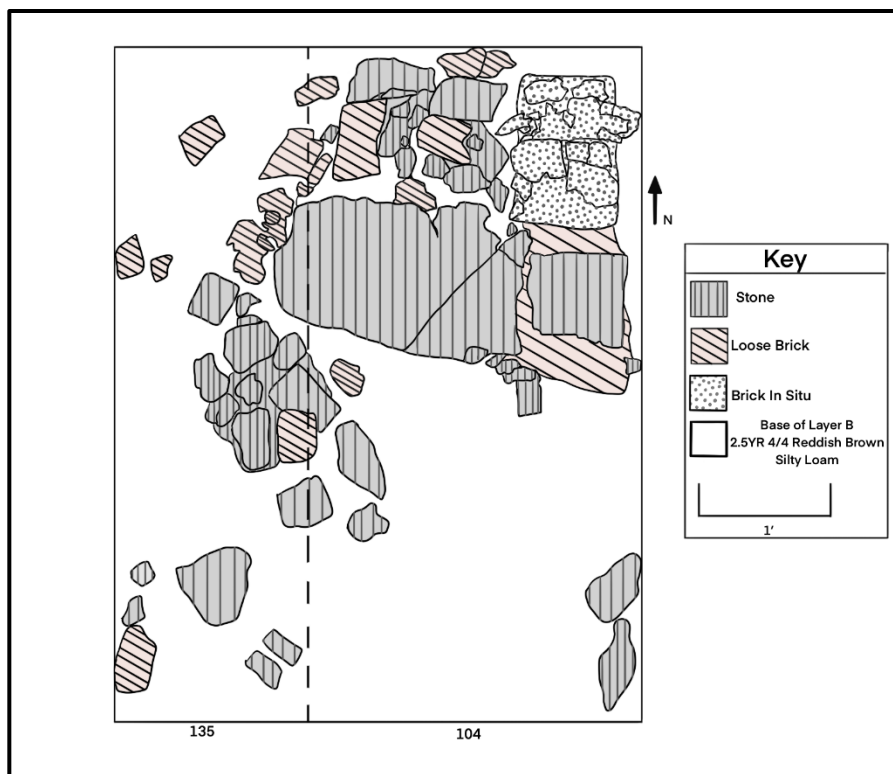 N
Key
Stone
Loose Brick
Brick In Situ
Base of Layer B
2.5YR 4/4 Reddish Brown
Silty Loam
1'
135
104